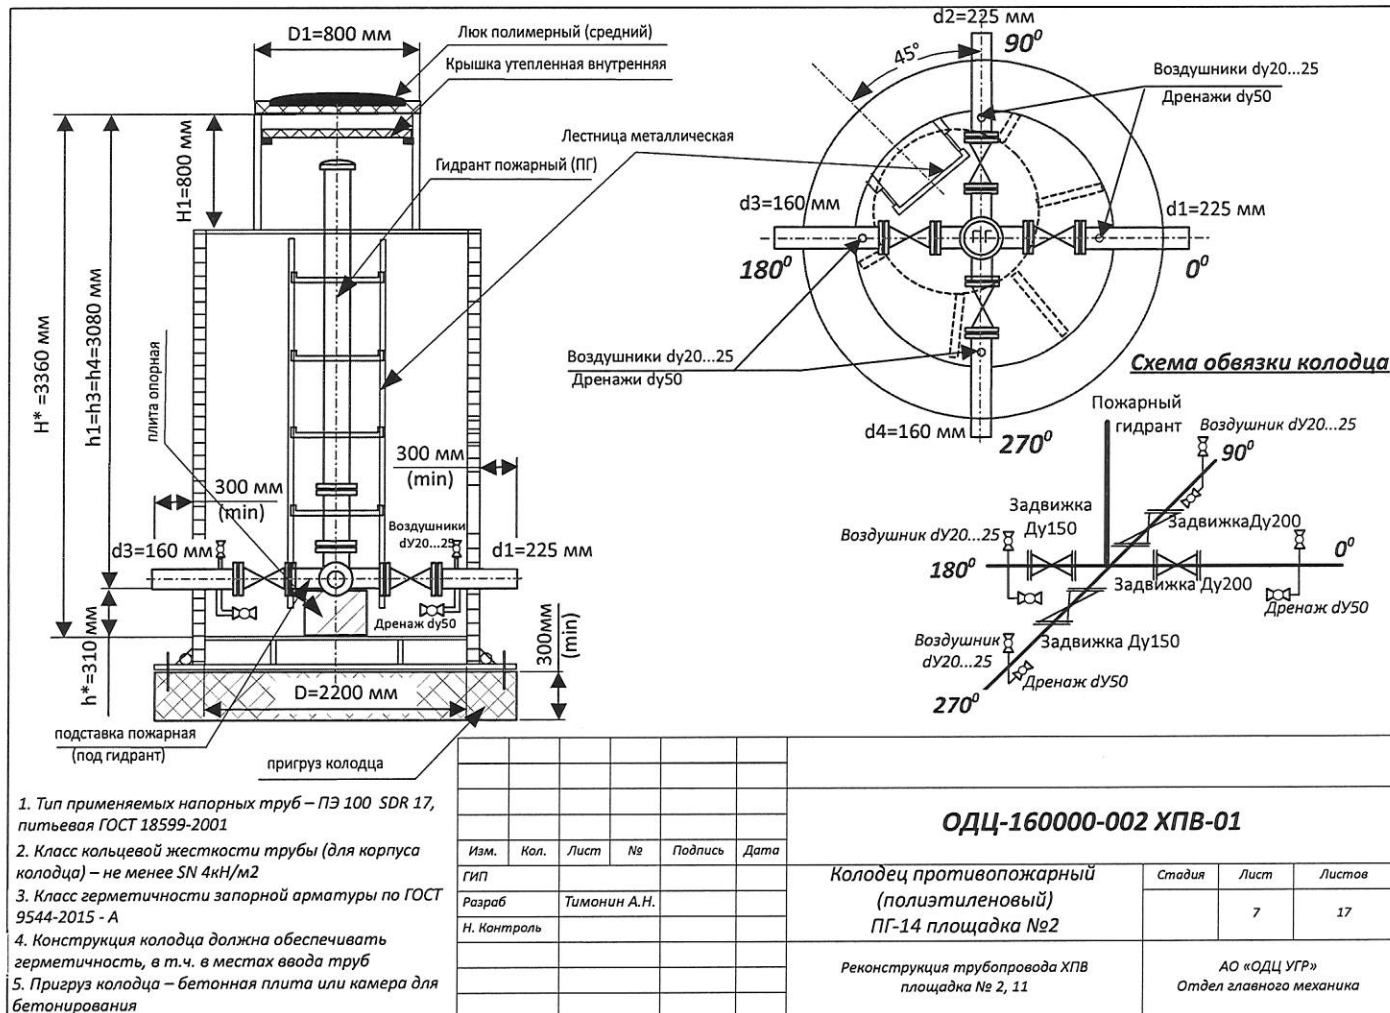 D1=800 мм
Люк полимерный (средний)
Крышка утепленная внутренняя
Лестница металлическая
Гидрант пожарный (ПГ)
H1=800 мм
H* =3360 мм
h1=h3=h4=3080 мм
плита опорная
300 мм
(min)
300 мм
(min)
Воздушники
dУ20...25
d3=160 мм
d1=225 мм
Дренаж dy50
h*=310 мм
300мм
(min)
D=2200 мм
подставка пожарная
(под гидрант)
пригруз колодца
d2=225 мм
90⁰
45°
Воздушники dy20...25
Дренажи dy50
d3=160 мм
d1=225 мм
ПГ
180⁰
0⁰
Воздушники dy20...25
Дренажи dy50
d4=160 мм
270⁰
Схема обвязки колодца
Пожарный
гидрант
Воздушник dУ20...25
90⁰
Задвижка
Ду150
ЗадвижкаДу200
Воздушник dУ20...25
180⁰
0⁰
Задвижка Ду200
Дренаж dУ50
Воздушник
dУ20...25
Задвижка Ду150
Дренаж dУ50
270⁰
1. Тип применяемых напорных труб – ПЭ 100 SDR 17,
питьевая ГОСТ 18599-2001
2. Класс кольцевой жесткости трубы (для корпуса
колодца) – не менее SN 4кН/м2
3. Класс герметичности запорной арматуры по ГОСТ
9544-2015 - А
4. Конструкция колодца должна обеспечивать
герметичность, в т.ч. в местах ввода труб
5. Пригруз колодца – бетонная плита или камера для
бетонирования
ОДЦ-160000-002 ХПВ-01
Изм. Кол. Лист № Подпись Дата
ГИП
Разраб Тимонин А.Н.
Н. Контроль
Колодец противопожарный
(полиэтиленовый)
ПГ-14 площадка №2
Стадия Лист Листов
7 17
Реконструкция трубопровода ХПВ
площадка № 2, 11
АО «ОДЦ УГР»
Отдел главного механика